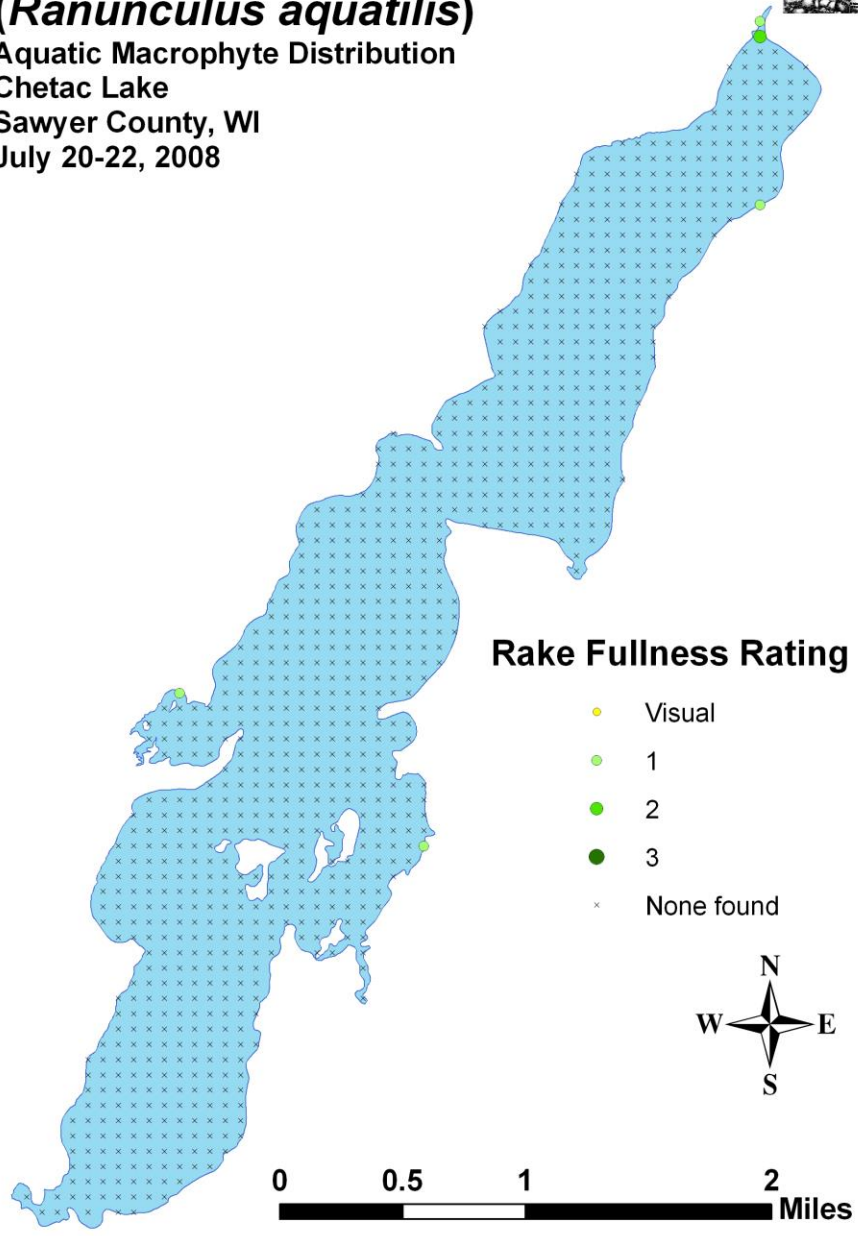 (Ranunculus aquatilis)
Aquatic Macrophyte Distribution
Chetac Lake
Sawyer County, WI
July 20-22, 2008
Rake Fullness Rating
Visual
1
2
3
None found
N
W E
S
0 0.5 1 2
Miles